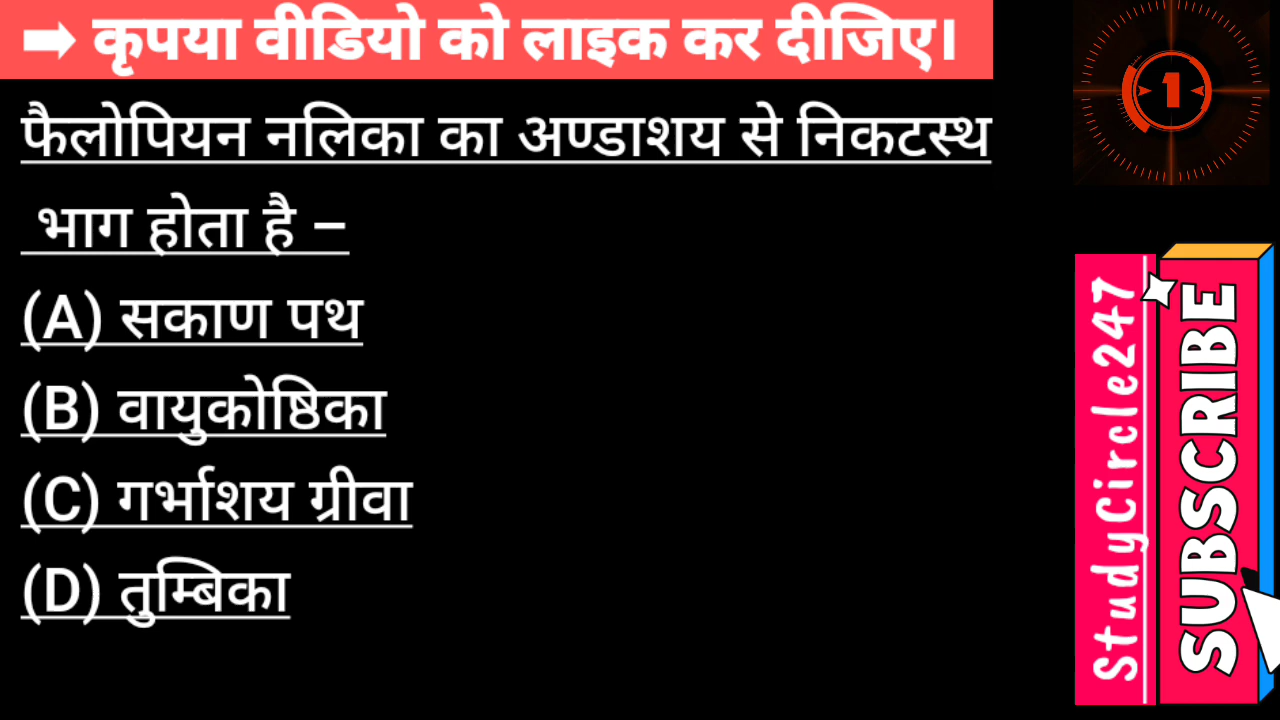 ➡ कृपया वीडियो को लाइक कर दीजिए।
फैलोपियन नलिका का अण्डाशय से निकटस्थ
भाग होता है –
(A) सकाण पथ
(B) वायुकोष्ठिका
(C) गर्भाशय ग्रीवा
(D) तुम्बिका
1
StudyCircle247
SUBSCRIBE